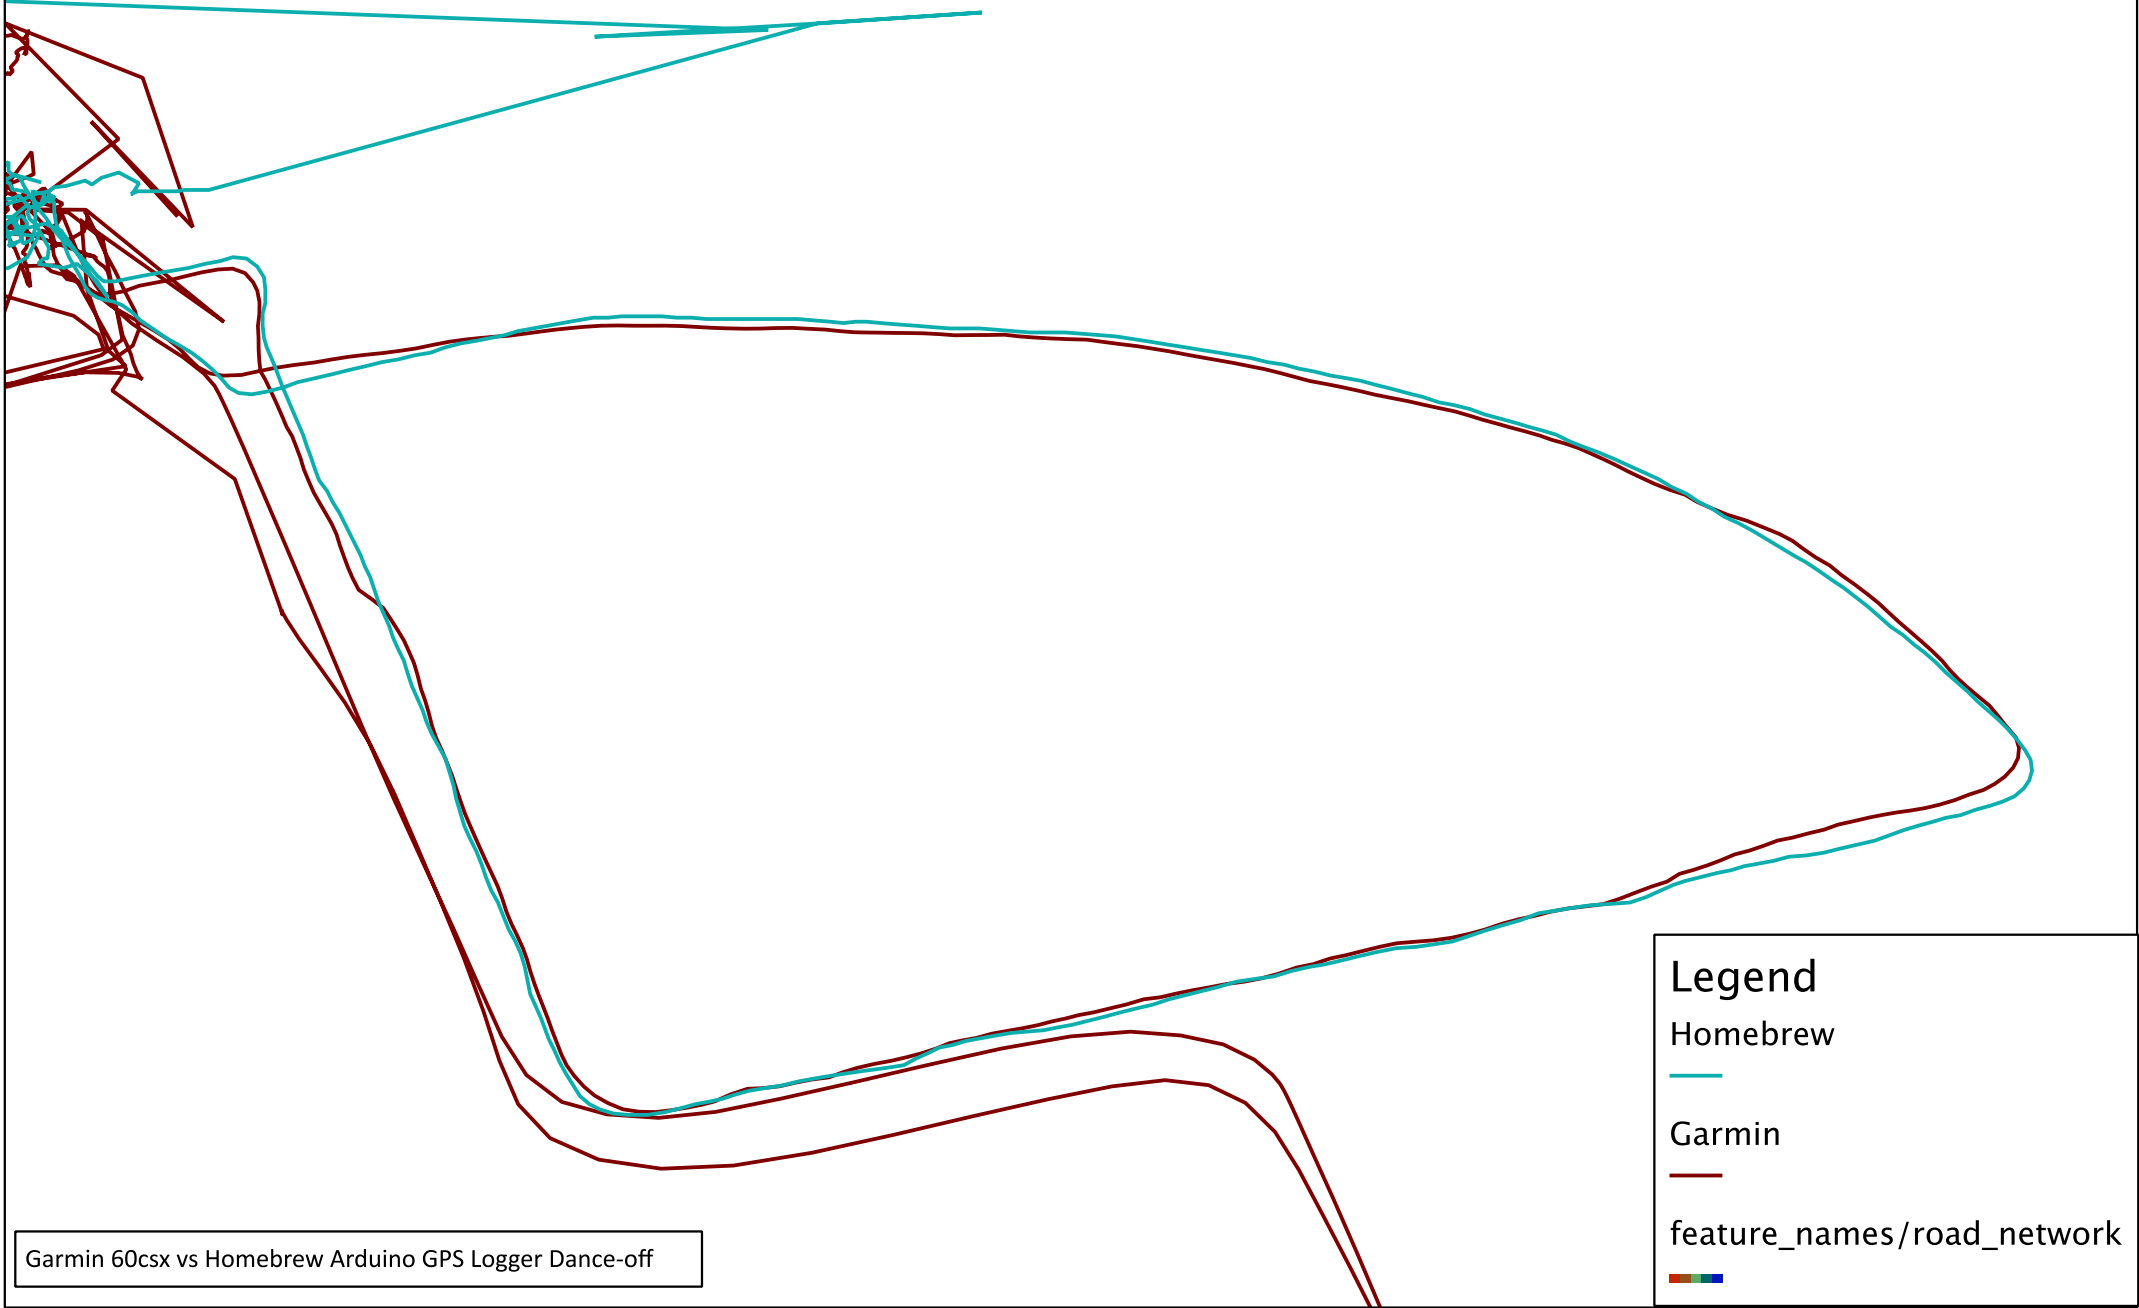 Legend
Homebrew
Garmin
feature_names/road_network
Garmin 60csx vs Homebrew Arduino GPS Logger Dance-off